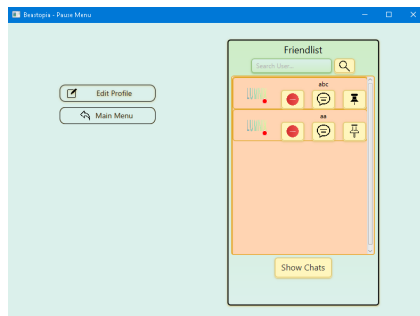 Beastopia - Pause Menu
Edit Profile
Main Menu
Friendlist
Search User...
abc
aa
Show Chats